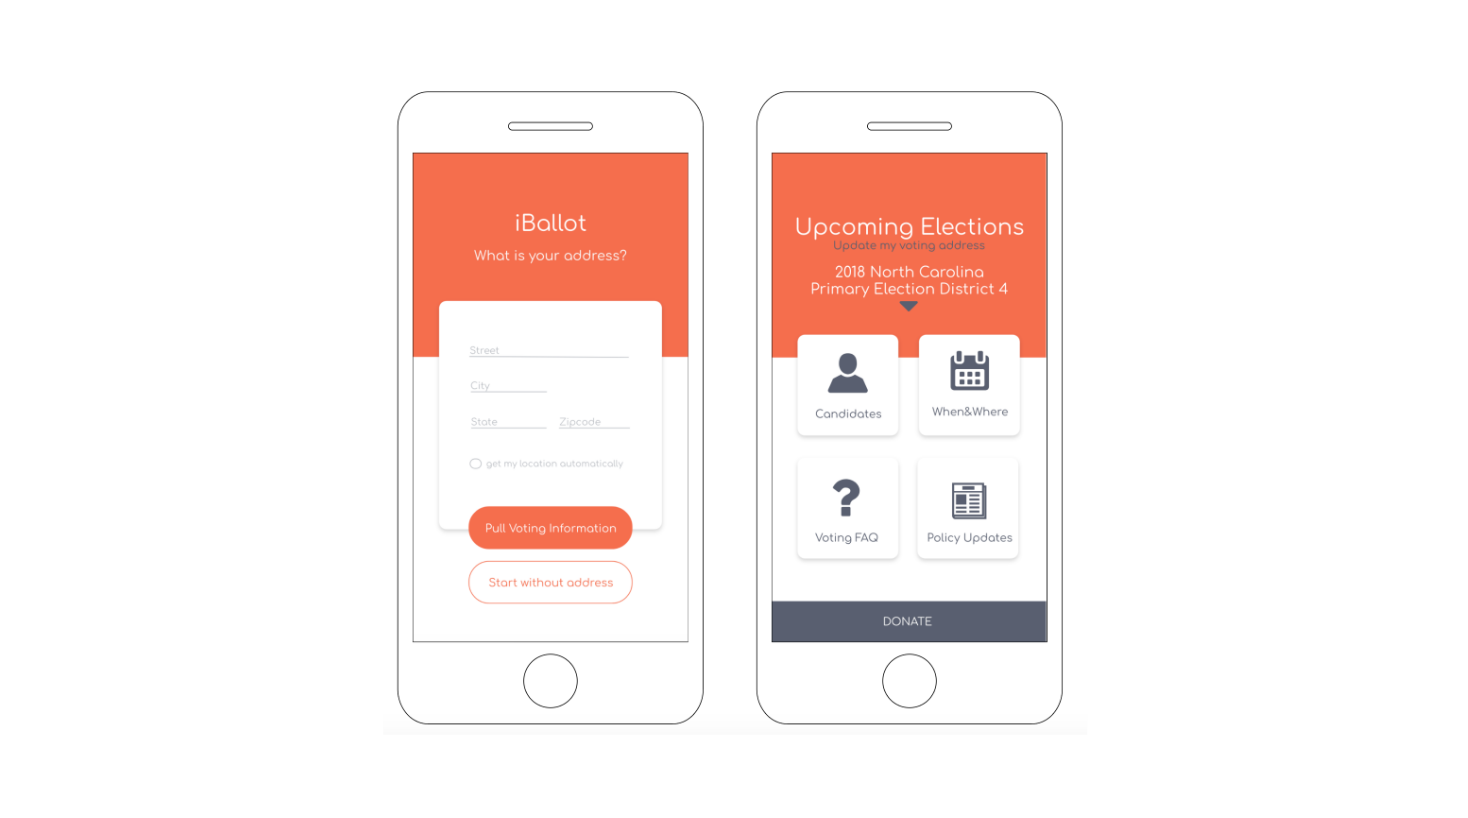 iBallot
What is your address?
Street
City
State Zipcode
get my location automatically
Pull Voting Information
Start without address
Upcoming Elections
Update my voting address
2018 North Carolina
Primary Election District 4
Candidates
When&Where
Voting FAQ
Policy Updates
DONATE